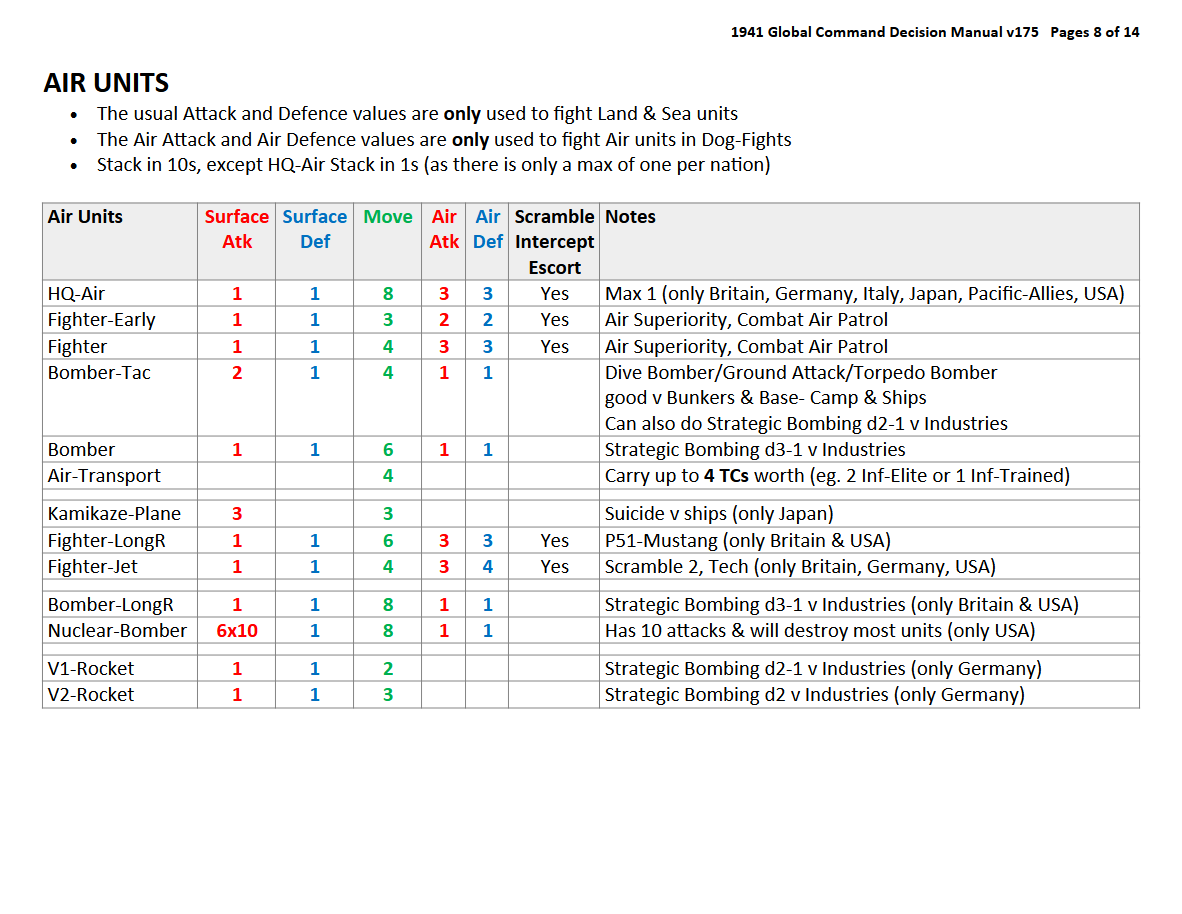 1941 Global Command Decision Manual v175 Pages 8 of 14
AIR UNITS
• The usual Attack and Defence values are only used to fight Land & Sea units
• The Air Attack and Air Defence values are only used to fight Air units in Dog-Fights
• Stack in 10s, except HQ-Air Stack in 1s (as there is only a max of one per nation)
Air Units Surface Surface Move Air Air Scramble Notes
Atk Def Atk Def Intercept
Escort
HQ-Air 1 1 8 3 3 Yes Max 1 (only Britain, Germany, Italy, Japan, Pacific-Allies, USA)
Fighter-Early 1 1 3 2 2 Yes Air Superiority, Combat Air Patrol
Fighter 1 1 4 3 3 Yes Air Superiority, Combat Air Patrol
Bomber-Tac 2 1 4 1 1 Dive Bomber/Ground Attack/Torpedo Bomber
good v Bunkers & Base- Camp & Ships
Can also do Strategic Bombing d2-1 v Industries
Bomber 1 1 6 1 1 Strategic Bombing d3-1 v Industries
Air-Transport 4 Carry up to 4 TCs worth (eg. 2 Inf-Elite or 1 Inf-Trained)
Kamikaze-Plane 3 3 Suicide v ships (only Japan)
Fighter-LongR 1 1 6 3 3 Yes P51-Mustang (only Britain & USA)
Fighter-Jet 1 1 4 3 4 Yes Scramble 2, Tech (only Britain, Germany, USA)
Bomber-LongR 1 1 8 1 1 Strategic Bombing d3-1 v Industries (only Britain & USA)
Nuclear-Bomber 6x10 1 8 1 1 Has 10 attacks & will destroy most units (only USA)
V1-Rocket 1 1 2 Strategic Bombing d2-1 v Industries (only Germany)
V2-Rocket 1 1 3 Strategic Bombing d2 v Industries (only Germany)